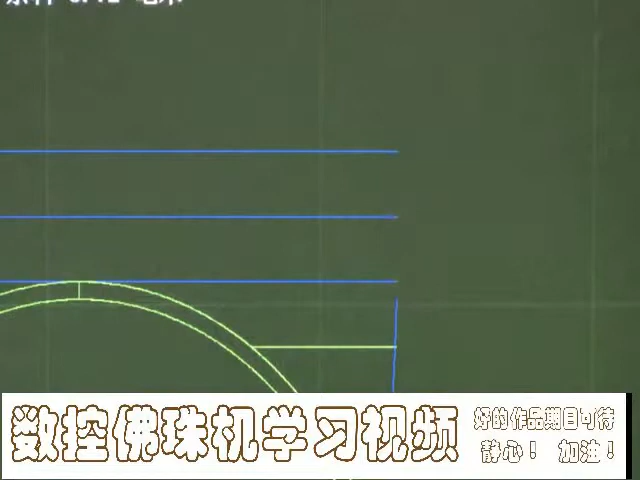 数控佛珠机学习视频
好的作品期目可待
静心！ 加油！